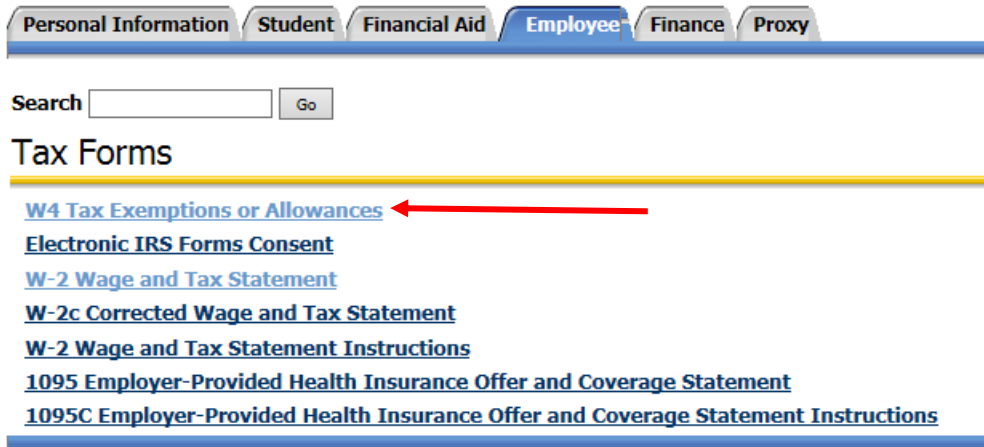 Personal Information Student Financial Aid Employee Finance Proxy
Search Go
Tax Forms
W4 Tax Exemptions or Allowances
Electronic IRS Forms Consent
W-2 Wage and Tax Statement
W-2c Corrected Wage and Tax Statement
W-2 Wage and Tax Statement Instructions
1095 Employer-Provided Health Insurance Offer and Coverage Statement
1095C Employer-Provided Health Insurance Offer and Coverage Statement Instructions